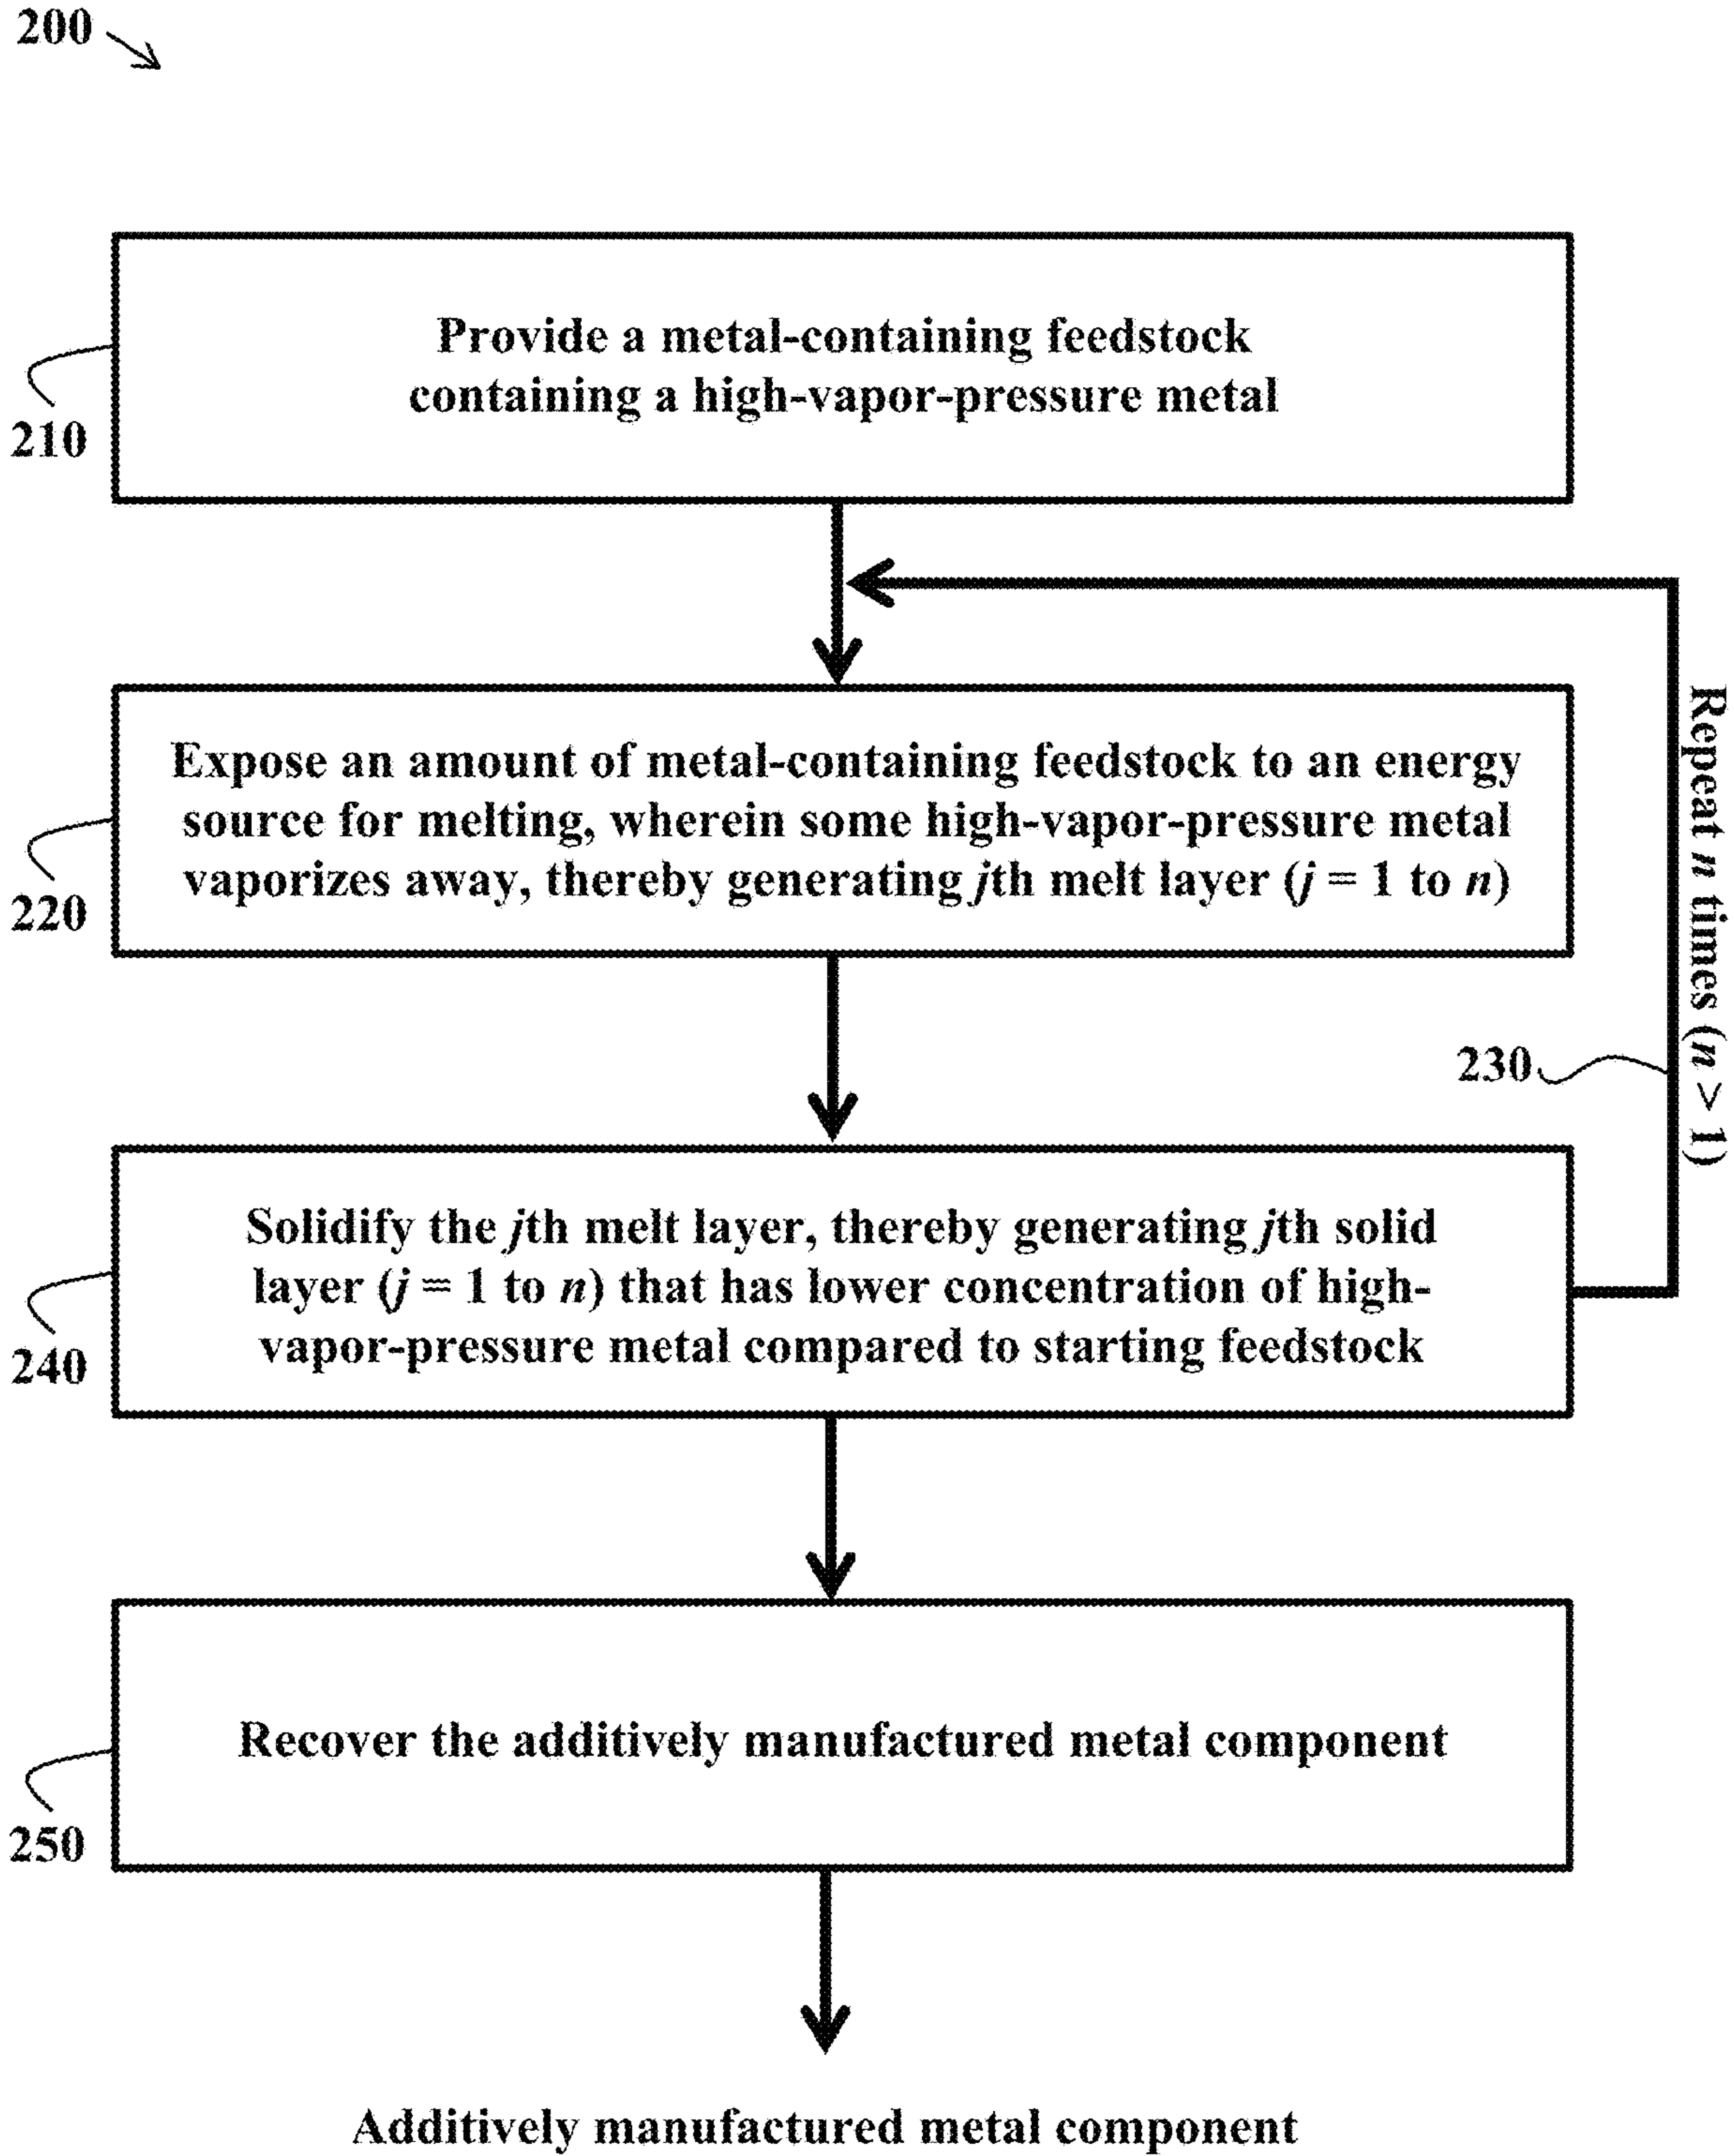 200
Provide a metal-containing feedstock
containing a high-vapor-pressure metal
210
Expose an amount of metal-containing feedstock to an energy
source for melting, wherein some high-vapor-pressure metal
vaporizes away, thereby generating jth melt layer (j = 1 to n)
220
Repeat n times (n > 1)
230
Solidify the jth melt layer, thereby generating jth solid
layer (j = 1 to n) that has lower concentration of high-
vapor-pressure metal compared to starting feedstock
240
Recover the additively manufactured metal component
250
Additively manufactured metal component